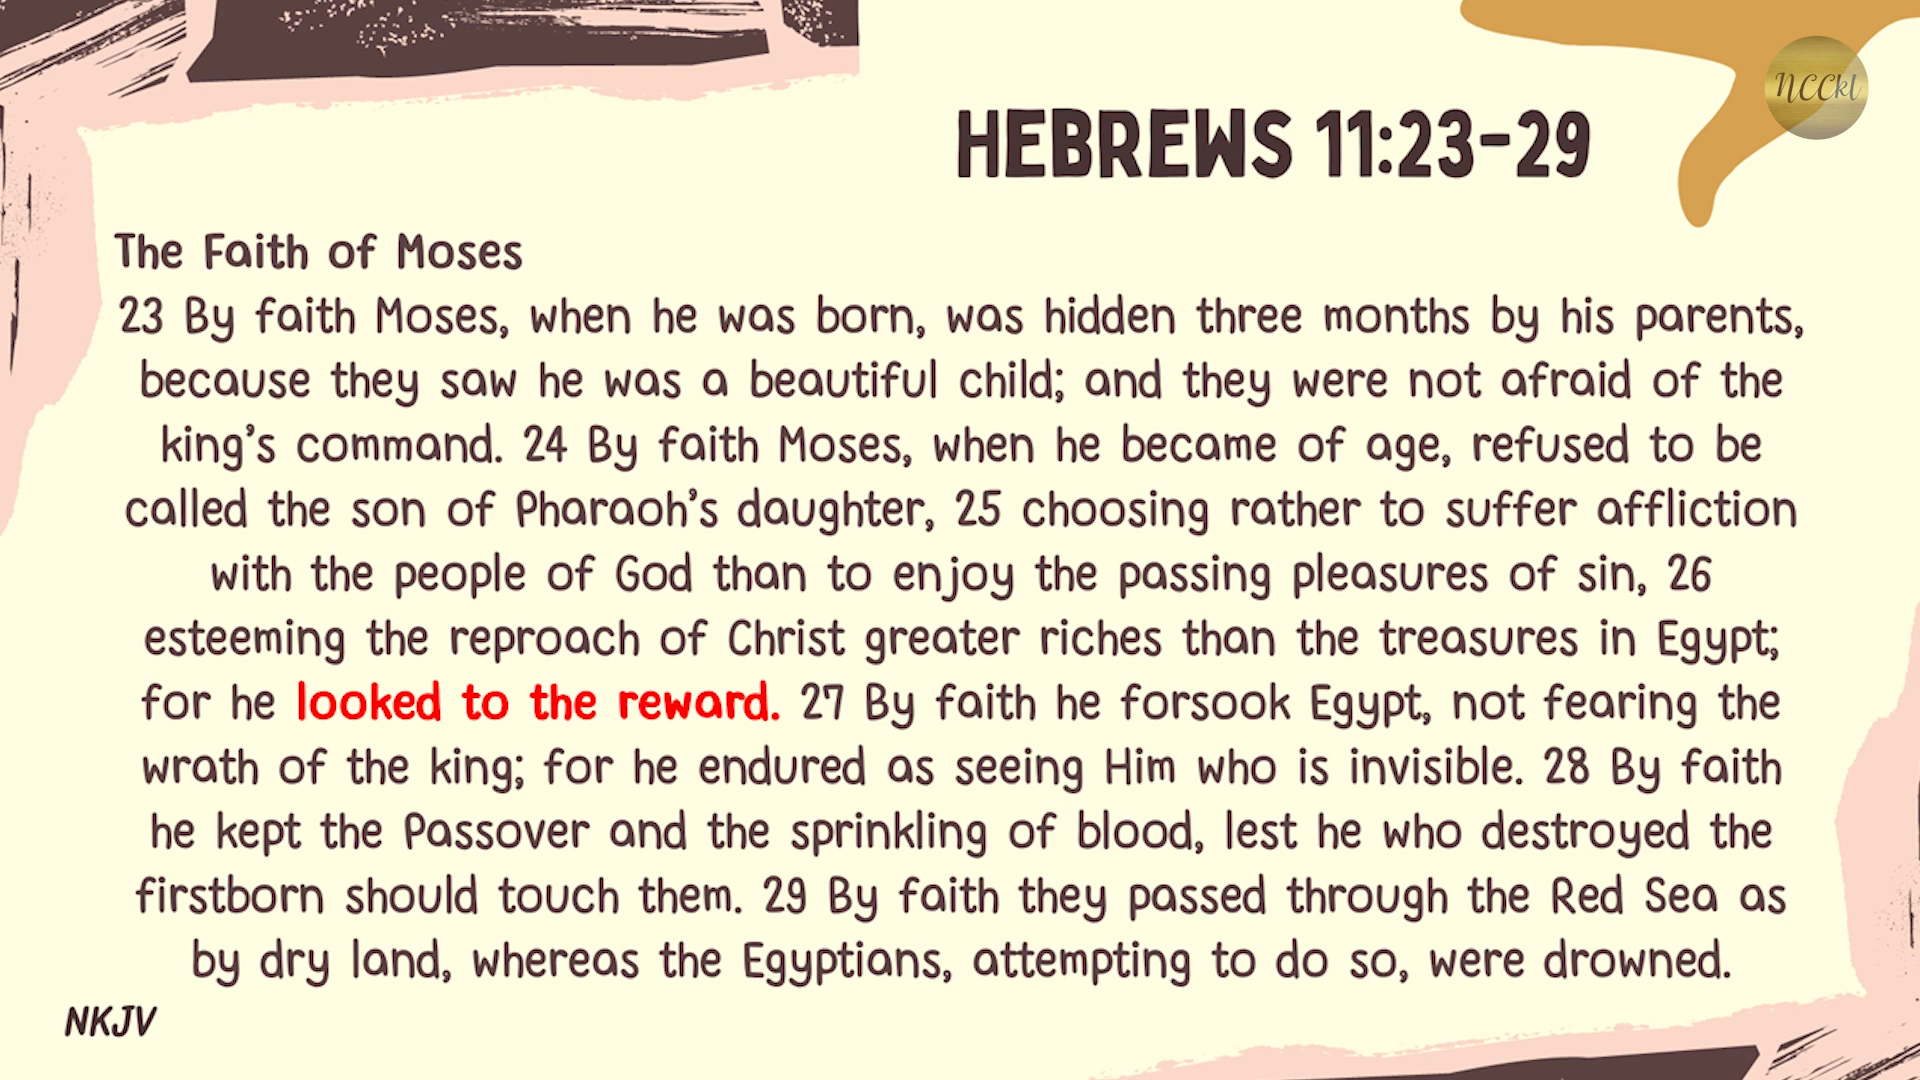 NCCkl
HEBREWS 11:23-29
The Faith of Moses
23 By faith Moses, when he was born, was hidden three months by his parents,
because they saw he was a beautiful child; and they were not afraid of the
king’s command. 24 By faith Moses, when he became of age, refused to be
called the son of Pharaoh’s daughter, 25 choosing rather to suffer affliction
with the people of God than to enjoy the passing pleasures of sin, 26
esteeming the reproach of Christ greater riches than the treasures in Egypt;
for he looked to the reward. 27 By faith he forsook Egypt, not fearing the
wrath of the king; for he endured as seeing Him who is invisible. 28 By faith
he kept the Passover and the sprinkling of blood, lest he who destroyed the
firstborn should touch them. 29 By faith they passed through the Red Sea as
by dry land, whereas the Egyptians, attempting to do so, were drowned.
NKJV